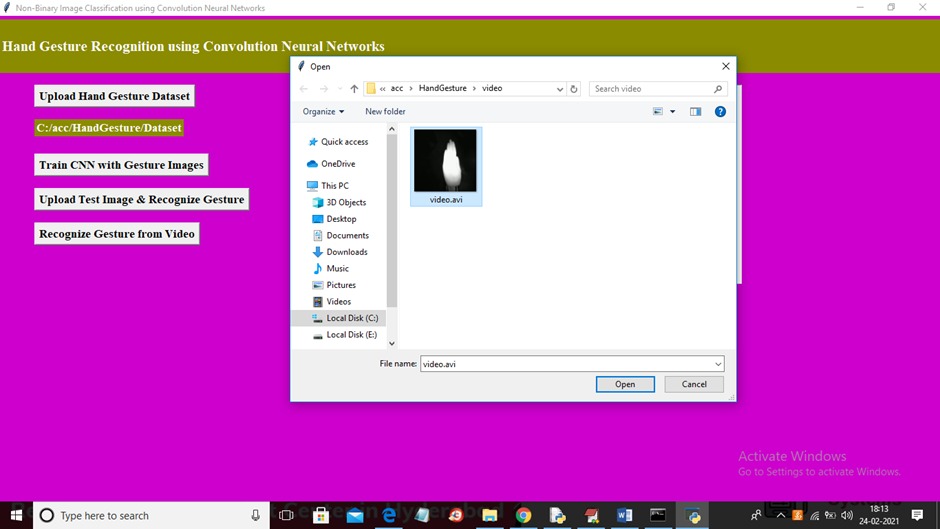 Non-Binary Image Classification using Convolution Neural Networks
Hand Gesture Recognition using Convolution Neural Networks
Upload Hand Gesture Dataset
C:/acc/HandGesture/Dataset
Train CNN with Gesture Images
Upload Test Image & Recognize Gesture
Recognize Gesture from Video
Open
« acc > HandGesture > video
Search video
Organize
New folder
Quick access
OneDrive
This PC
3D Objects
Desktop
Documents
Downloads
Music
Pictures
Videos
Local Disk (C:)
Local Disk (E:)
video.avi
File name: video.avi
Open Cancel
Activate Windows
Go to Settings to activate Windows.
Type here to search
18:13
24-02-2021